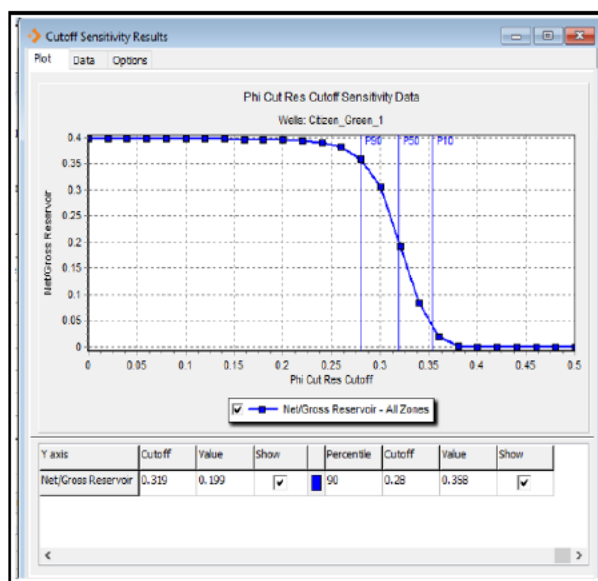 Cutoff Sensitivity Results
Plot Data Options
Phi Cut Res Cutoff Sensitivity Data
Wells: Citizen_Green_1
P90 P50 P10
0.4
0.35
0.3
0.25
0.2
0.15
0.1
0.05
0
Net/Gross Reservoir
0 0.05 0.1 0.15 0.2 0.25 0.3 0.35 0.4 0.45 0.5
Phi Cut Res Cutoff
Net/Gross Reservoir - All Zones
Y axis Cutoff Value Show Percentile Cutoff Value Show
Net/Gross Reservoir 0.319 0.199 90 0.28 0.358